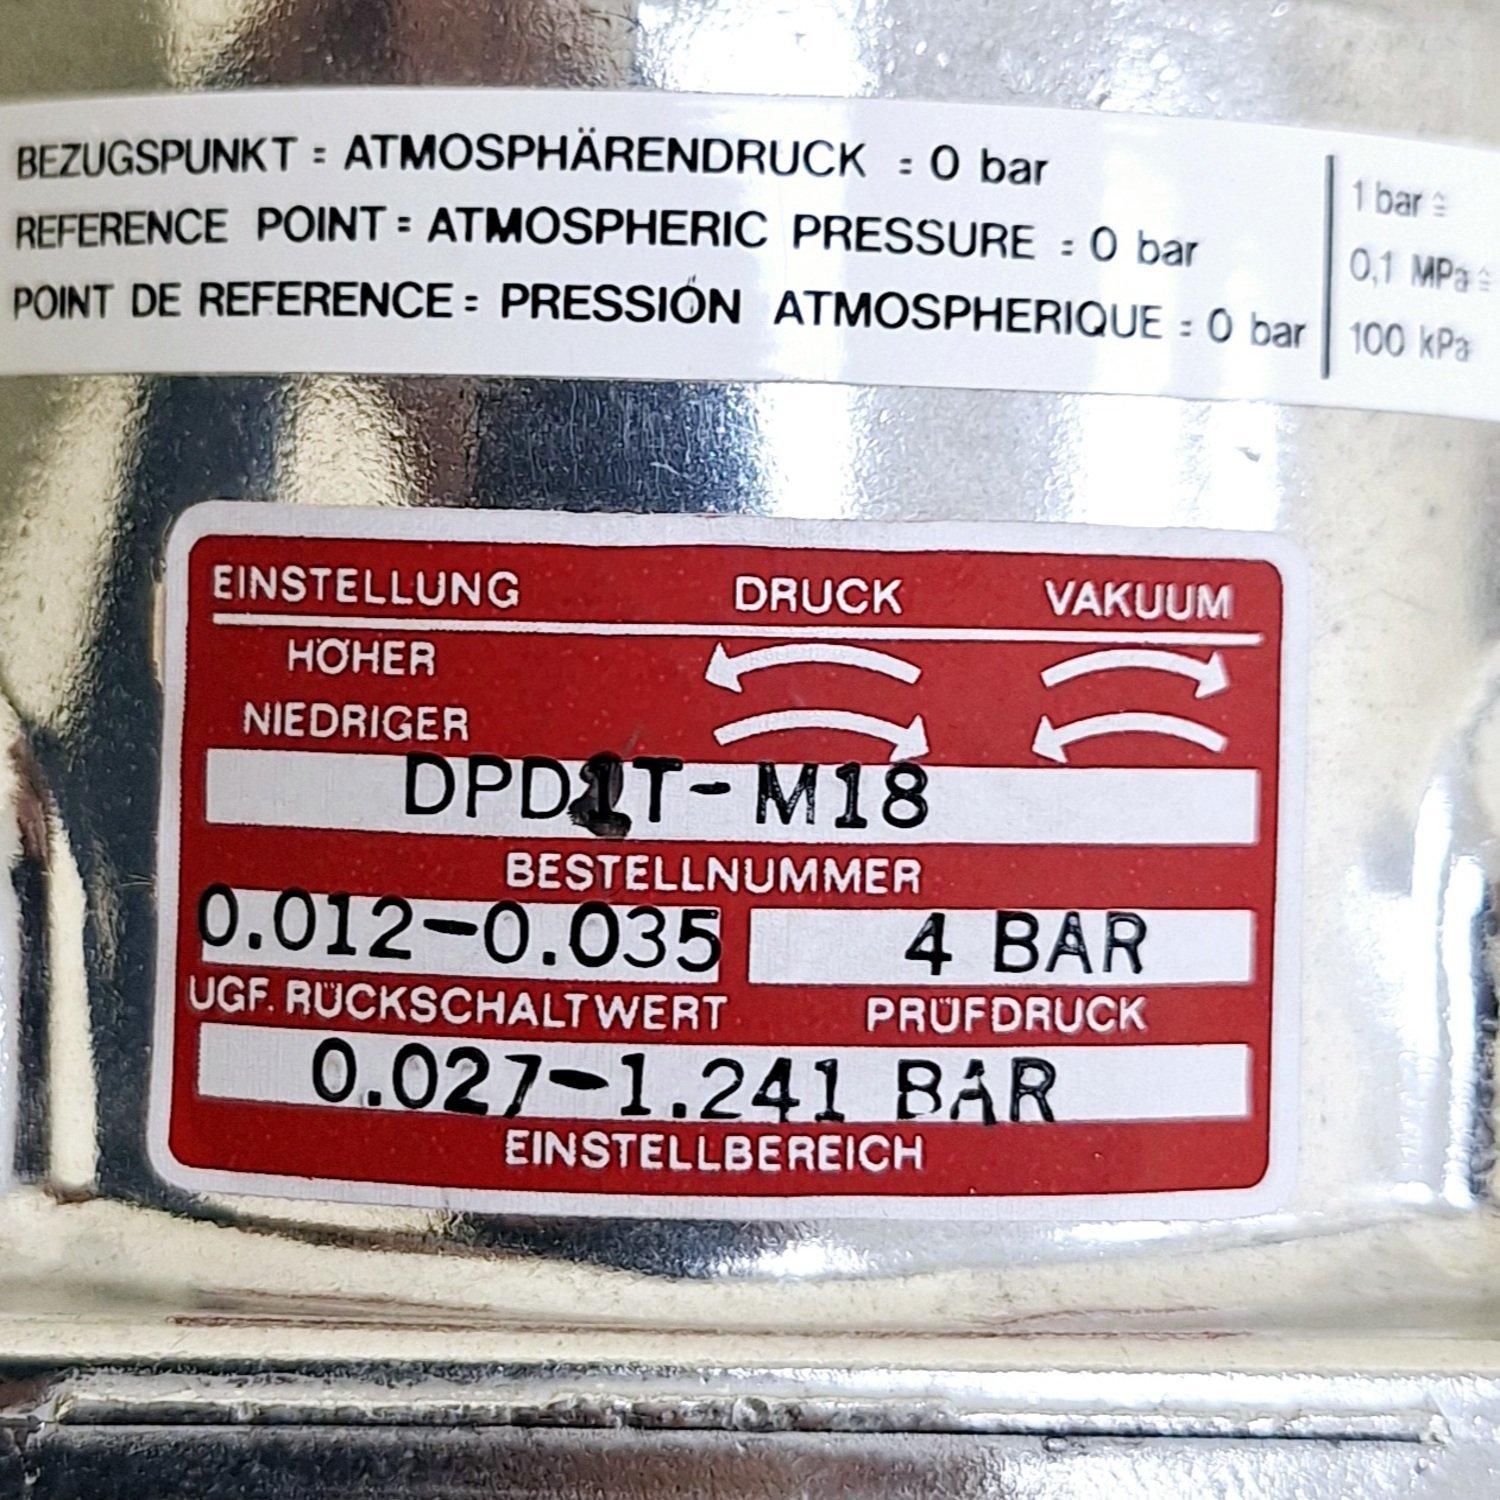 BEZUGSPUNKT = ATMOSPHÄRENDRUCK = 0 bar
REFERENCE POINT = ATMOSPHERIC PRESSURE = 0 bar
POINT DE REFERENCE = PRESSIÓN ATMOSPHERIQUE = 0 bar
1 bar ≙
0,1 MPa ≙
100 kPa
EINSTELLUNG DRUCK VAKUUM
HÖHER
NIEDRIGER
DPD1T-M18
BESTELLNUMMER
0.012-0.035 4 BAR
UGF. RÜCKSCHALTWERT PRÜFDRUCK
0.027-1.241 BAR
EINSTELLBEREICH